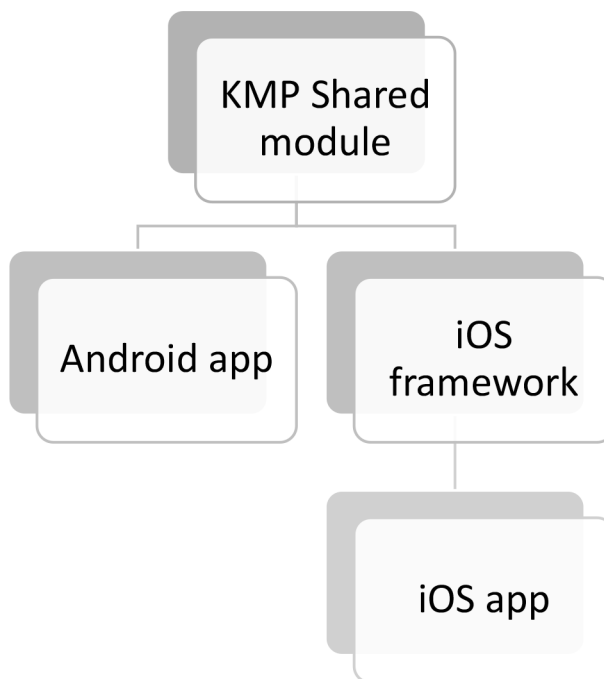 KMP Shared
module
Android app
iOS
framework
iOS app